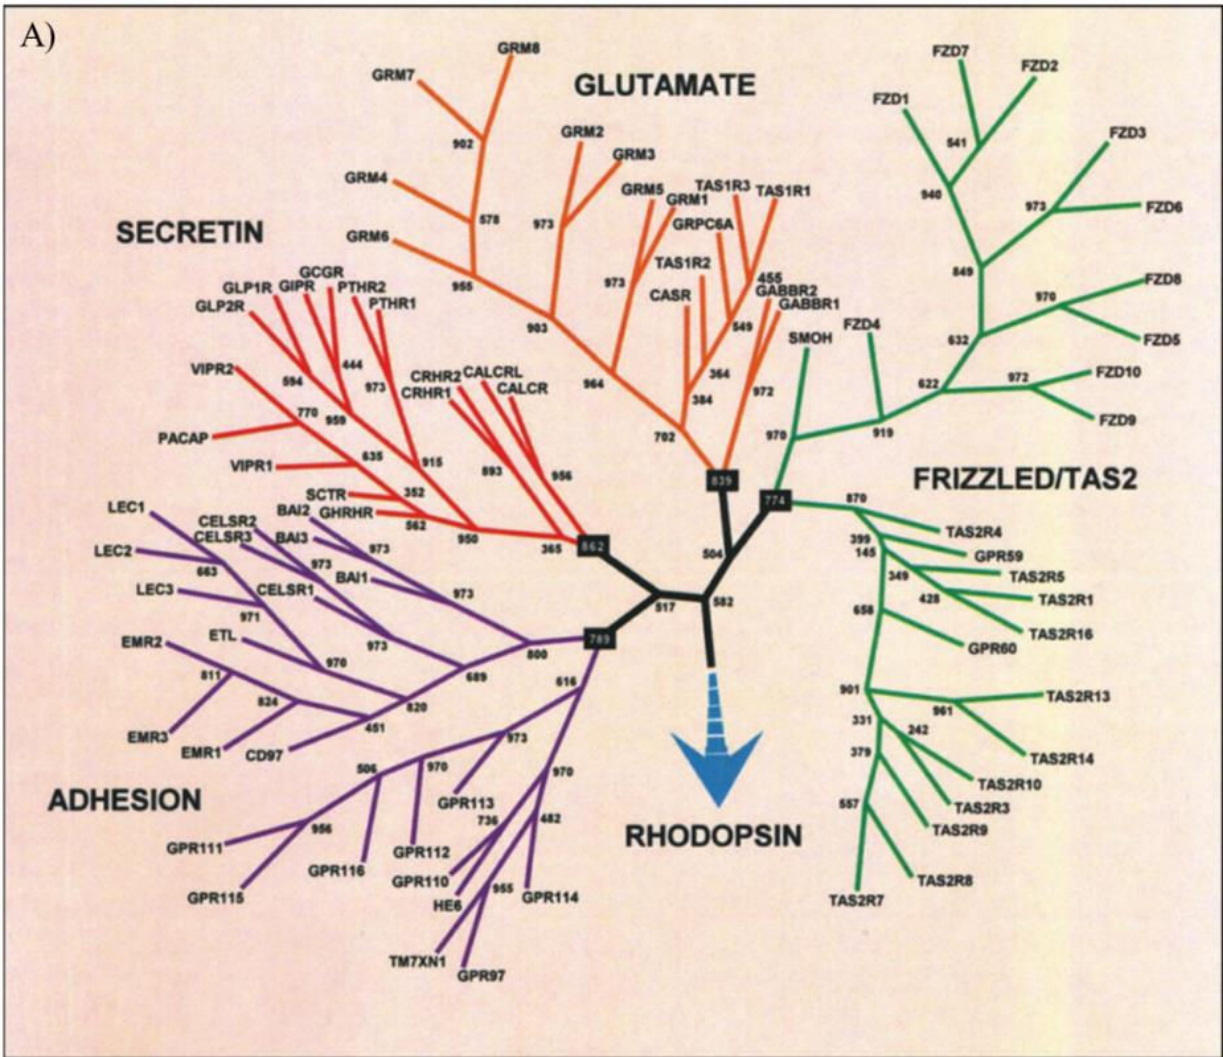 A)
GLUTAMATE
GRM8
GRM7
902
GRM4
578
GRM6
955
GRM2
GRM3
973
903
GRM5
GRM1
973
964
TAS1R3
TAS1R1
GRPC6A
TAS1R2
CASR
455
549
364
384
702
GABBR2
GABBR1
972
839
SECRETIN
GCGR
GLP1R
GIPR
PTHR2
GLP2R
PTHR1
444
594
973
959
VIPR2
770
PACAP
635
VIPR1
915
SCTR
352
GHRHR
562
950
CRHR2
CALCRL
CRHR1
CALCR
893
956
365
862
FZD7
FZD2
FZD1
541
FZD3
940
973
FZD6
849
FZD8
970
FZD5
632
FZD10
972
622
FZD9
SMOH
FZD4
970
919
774
FRIZZLED/TAS2
870
TAS2R4
399
GPR59
145
TAS2R5
349
TAS2R1
428
658
TAS2R16
GPR60
901
TAS2R13
961
331
242
TAS2R14
379
TAS2R10
557
TAS2R3
TAS2R9
TAS2R8
TAS2R7
504
517
582
RHODOPSIN
789
LEC1
BAI2
CELSR2
CELSR3
BAI3
LEC2
973
973
663
BAI1
LEC3
CELSR1
973
971
ETL
973
EMR2
970
800
811
689
616
824
820
EMR3
EMR1
CD97
451
ADHESION
973
506
970
970
GPR113
736
482
956
GPR111
GPR112
GPR116
GPR110
955
GPR115
HE6
GPR114
TM7XN1
GPR97